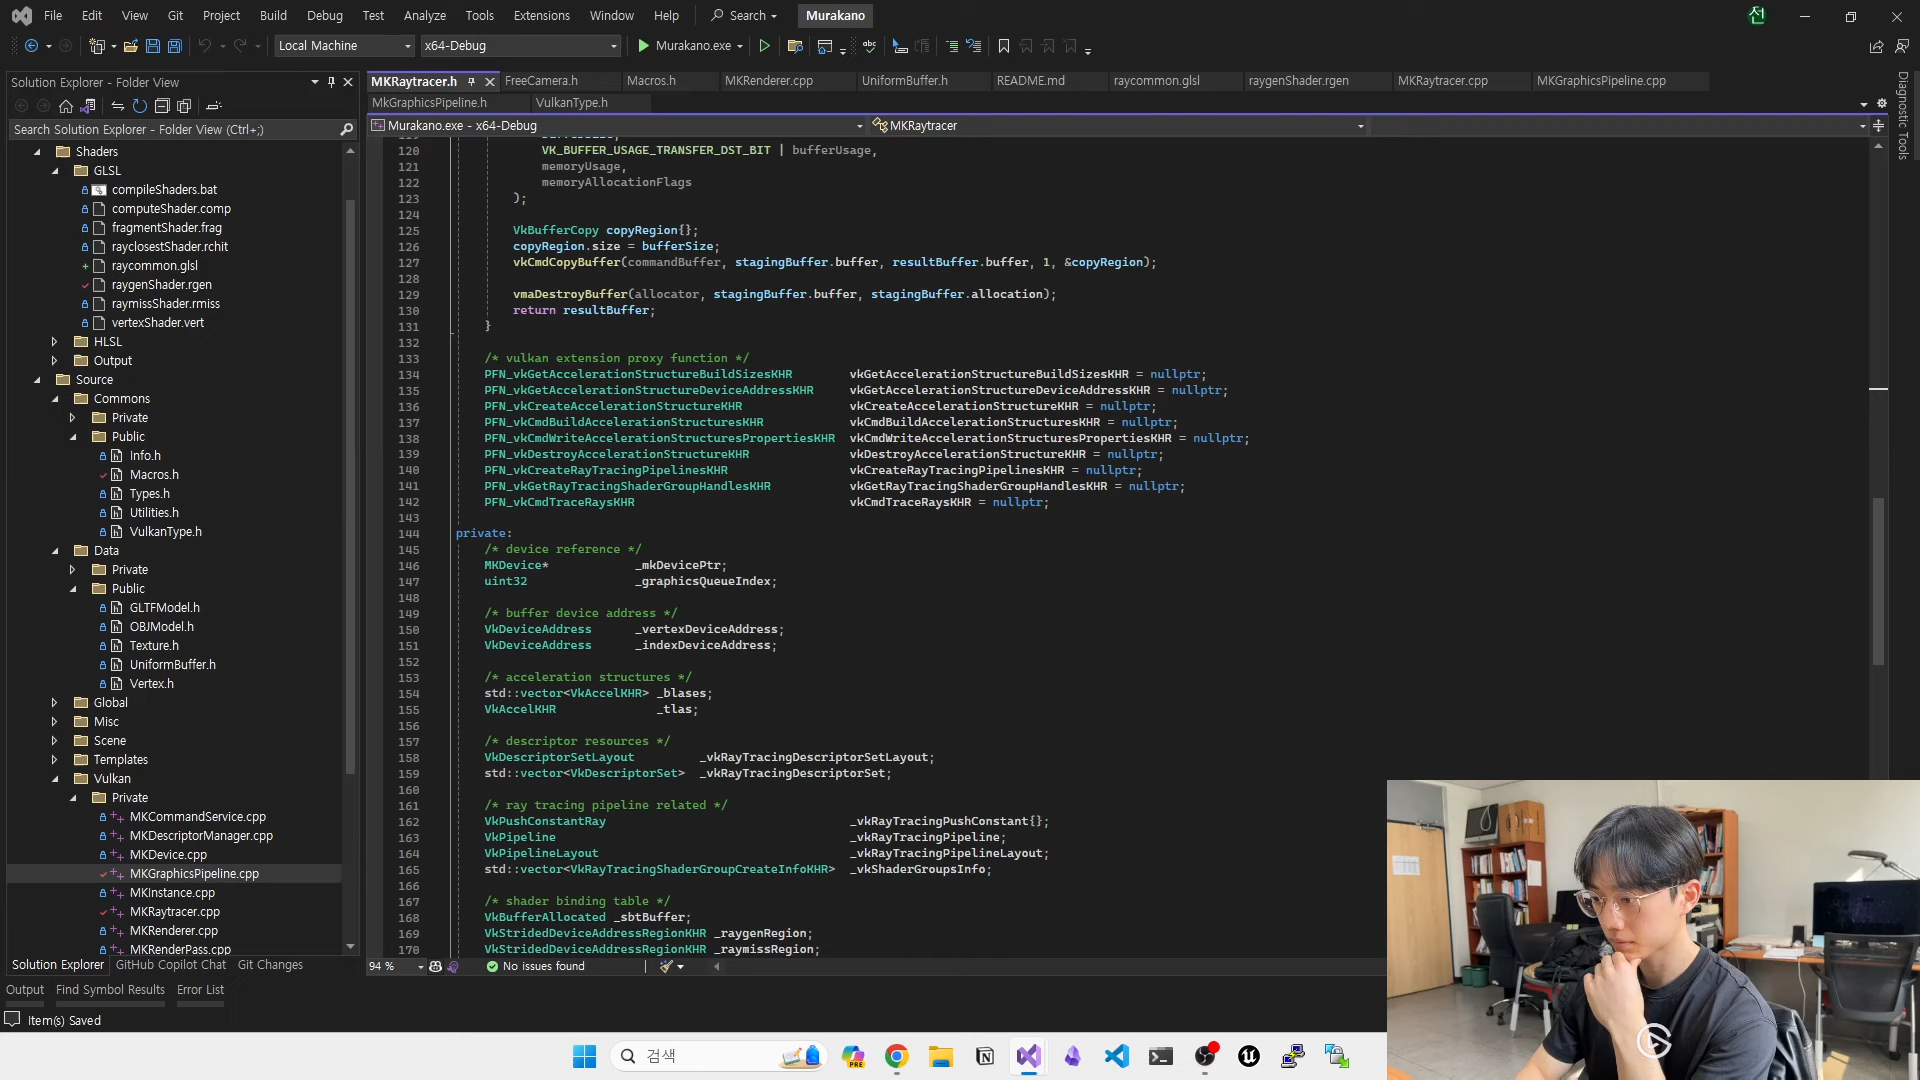 File Edit View Git Project Build Debug Test Analyze Tools Extensions Window Help Search Murakano 선
Local Machine x64-Debug Murakano.exe abc
Solution Explorer - Folder View
Search Solution Explorer - Folder View (Ctrl+;)
Shaders
GLSL
compileShaders.bat
computeShader.comp
fragmentShader.frag
rayclosestShader.rchit
raycommon.glsl
raygenShader.rgen
raymissShader.rmiss
vertexShader.vert
HLSL
Output
Source
Commons
Private
Public
Info.h
Macros.h
Types.h
Utilities.h
VulkanType.h
Data
Private
Public
GLTFModel.h
OBJModel.h
Texture.h
UniformBuffer.h
Vertex.h
Global
Misc
Scene
Templates
Vulkan
Private
MKCommandService.cpp
MKDescriptorManager.cpp
MKDevice.cpp
MKGraphicsPipeline.cpp
MKInstance.cpp
MKRaytracer.cpp
MKRenderer.cpp
MKRenderPass.cpp
Solution Explorer GitHub Copilot Chat Git Changes
MKRaytracer.h FreeCamera.h Macros.h MKRenderer.cpp UniformBuffer.h README.md raycommon.glsl raygenShader.rgen MKRaytracer.cpp MKGraphicsPipeline.cpp
MkGraphicsPipeline.h VulkanType.h
Murakano.exe - x64-Debug MKRaytracer
120 VK_BUFFER_USAGE_TRANSFER_DST_BIT | bufferUsage,
121 memoryUsage,
122 memoryAllocationFlags
123 );
124
125 VkBufferCopy copyRegion{};
126 copyRegion.size = bufferSize;
127 vkCmdCopyBuffer(commandBuffer, stagingBuffer.buffer, resultBuffer.buffer, 1, &copyRegion);
128
129 vmaDestroyBuffer(allocator, stagingBuffer.buffer, stagingBuffer.allocation);
130 return resultBuffer;
131 }
132
133 /* vulkan extension proxy function */
134 PFN_vkGetAccelerationStructureBuildSizesKHR vkGetAccelerationStructureBuildSizesKHR = nullptr;
135 PFN_vkGetAccelerationStructureDeviceAddressKHR vkGetAccelerationStructureDeviceAddressKHR = nullptr;
136 PFN_vkCreateAccelerationStructureKHR vkCreateAccelerationStructureKHR = nullptr;
137 PFN_vkCmdBuildAccelerationStructuresKHR vkCmdBuildAccelerationStructuresKHR = nullptr;
138 PFN_vkCmdWriteAccelerationStructuresPropertiesKHR vkCmdWriteAccelerationStructuresPropertiesKHR = nullptr;
139 PFN_vkDestroyAccelerationStructureKHR vkDestroyAccelerationStructureKHR = nullptr;
140 PFN_vkCreateRayTracingPipelinesKHR vkCreateRayTracingPipelinesKHR = nullptr;
141 PFN_vkGetRayTracingShaderGroupHandlesKHR vkGetRayTracingShaderGroupHandlesKHR = nullptr;
142 PFN_vkCmdTraceRaysKHR vkCmdTraceRaysKHR = nullptr;
143
144 private:
145 /* device reference */
146 MKDevice* _mkDevicePtr;
147 uint32 _graphicsQueueIndex;
148
149 /* buffer device address */
150 VkDeviceAddress _vertexDeviceAddress;
151 VkDeviceAddress _indexDeviceAddress;
152
153 /* acceleration structures */
154 std::vector<VkAccelKHR> _blases;
155 VkAccelKHR _tlas;
156
157 /* descriptor resources */
158 VkDescriptorSetLayout _vkRayTracingDescriptorSetLayout;
159 std::vector<VkDescriptorSet> _vkRayTracingDescriptorSet;
160
161 /* ray tracing pipeline related */
162 VkPushConstantRay _vkRayTracingPushConstant{};
163 VkPipeline _vkRayTracingPipeline;
164 VkPipelineLayout _vkRayTracingPipelineLayout;
165 std::vector<VkRayTracingShaderGroupCreateInfoKHR> _vkShaderGroupsInfo;
166
167 /* shader binding table */
168 VkBufferAllocated _sbtBuffer;
169 VkStridedDeviceAddressRegionKHR _raygenRegion;
170 VkStridedDeviceAddressRegionKHR _raymissRegion;
94 % No issues found
Diagnostic Tools
Output Find Symbol Results Error List
Item(s) Saved
검색
PRE